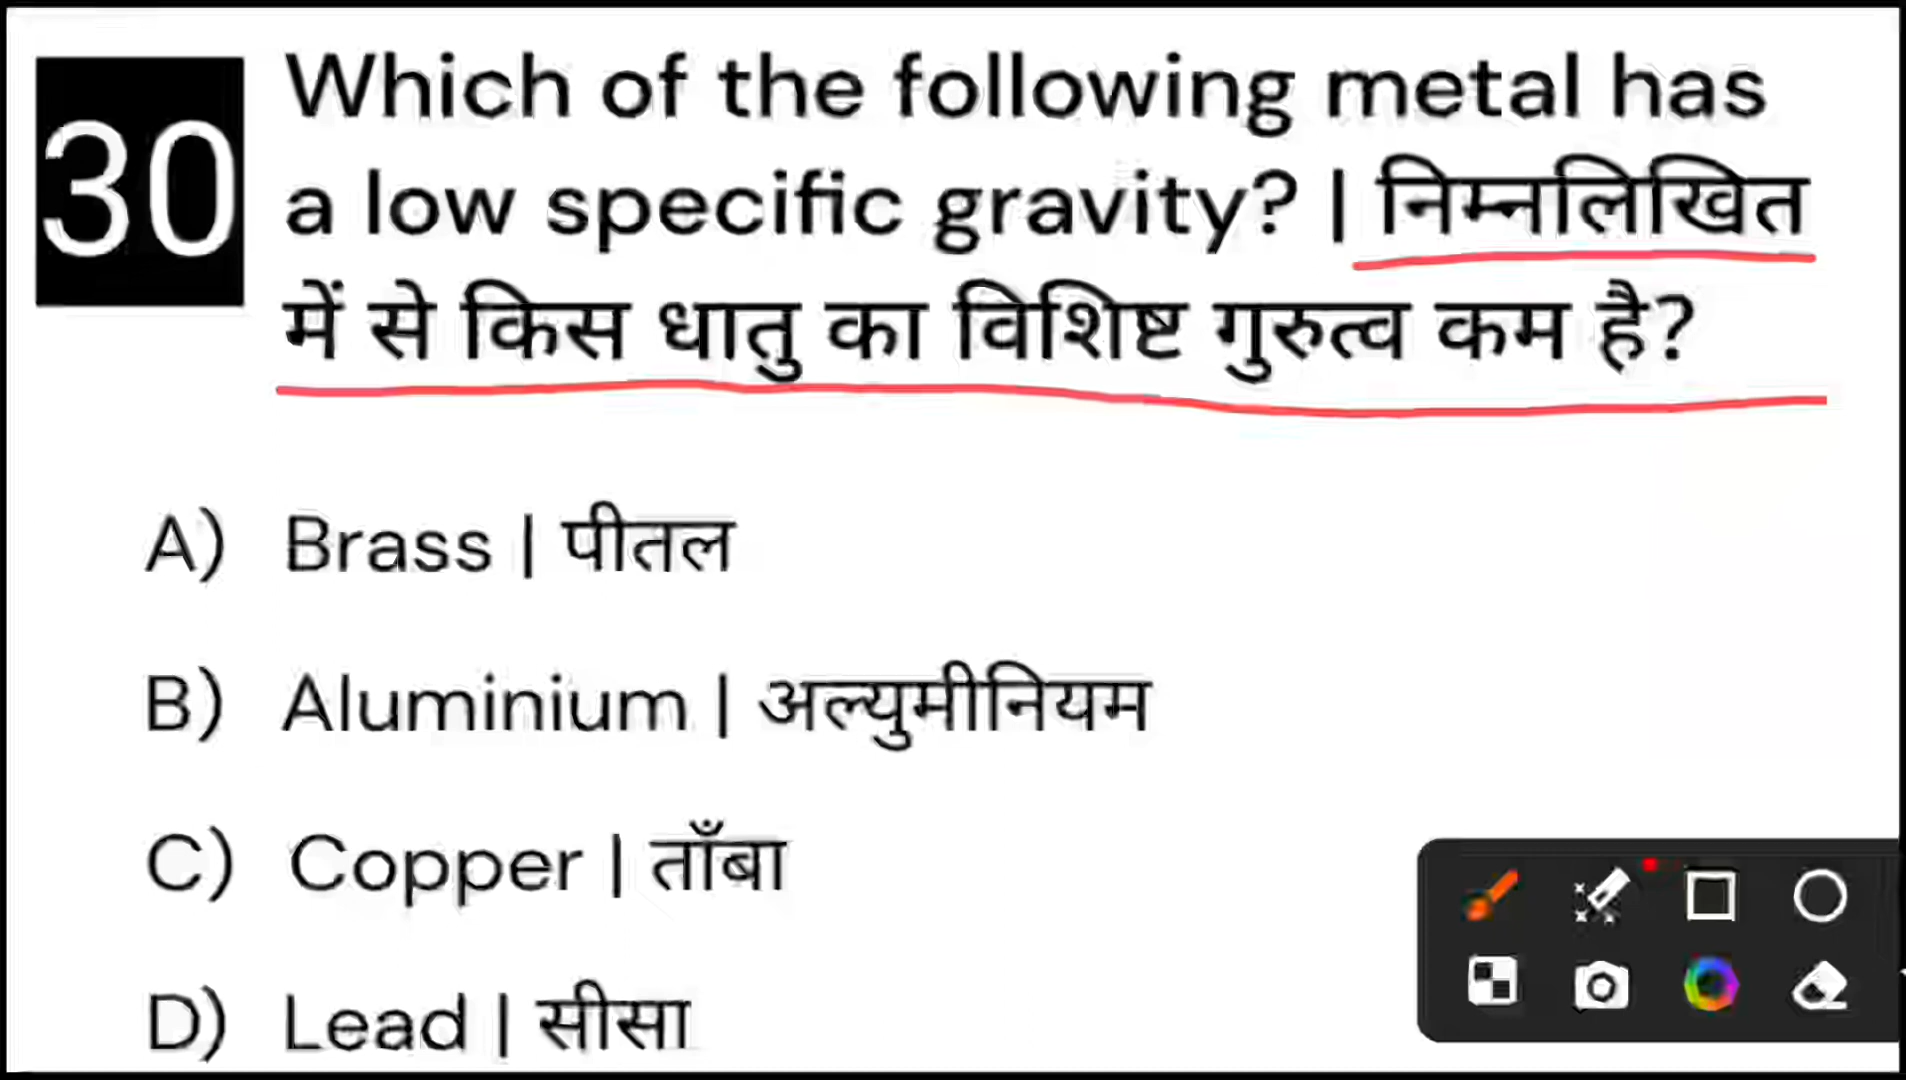 30
Which of the following metal has
a low specific gravity? | निम्नलिखित
में से किस धातु का विशिष्ट गुरुत्व कम है?
A) Brass | पीतल
B) Aluminium | अल्युमीनियम
C) Copper | ताँबा
D) Lead | सीसा